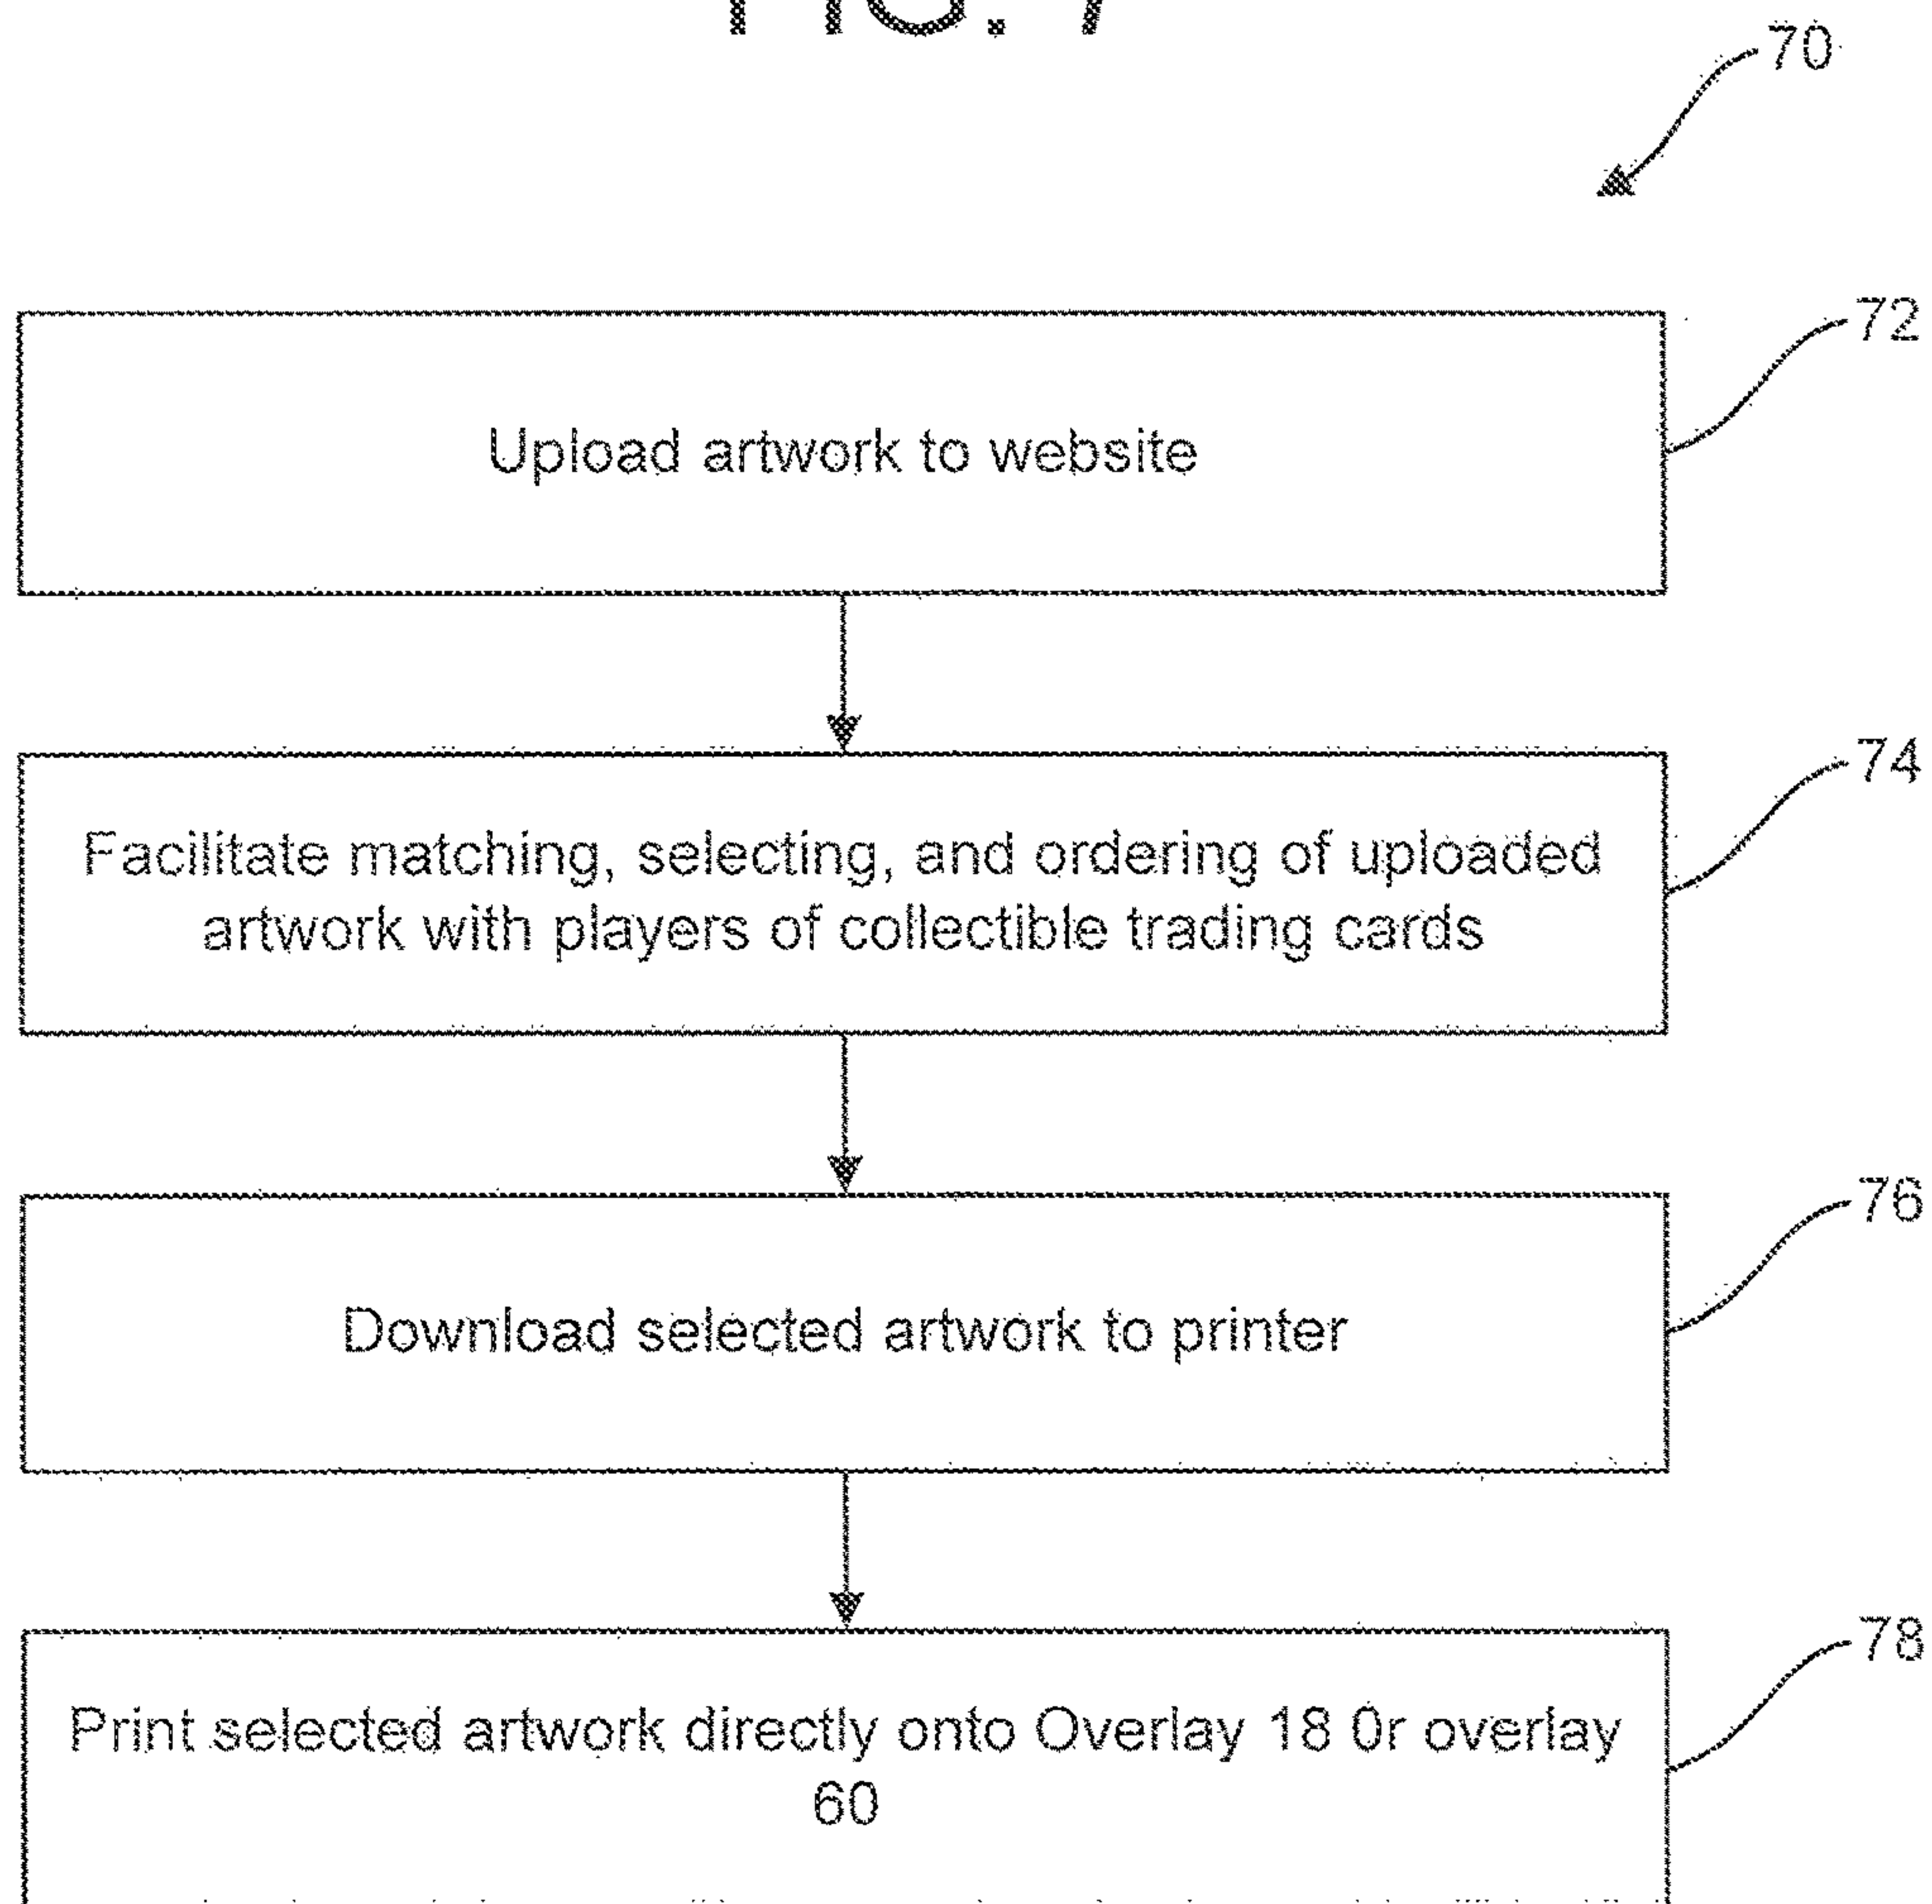 FIG. 7
70
72
Upload artwork to website
74
Facilitate matching, selecting, and ordering of uploaded
artwork with players of collectible trading cards
76
Download selected artwork to printer
78
Print selected artwork directly onto Overlay 18 0r overlay
60